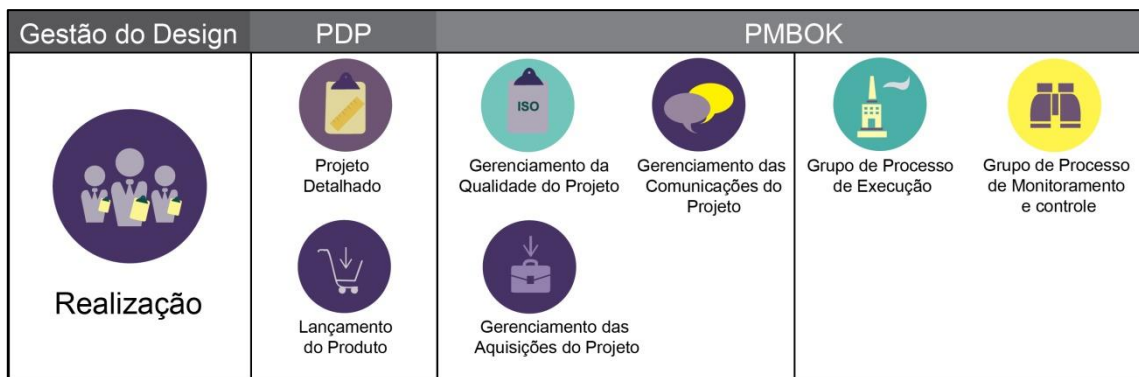 Gestão do Design
PDP
PMBOK
Realização
Projeto
Detalhado
Lançamento
do Produto
ISO
Gerenciamento da
Qualidade do Projeto
Gerenciamento das
Comunicações do
Projeto
Gerenciamento das
Aquisições do Projeto
Grupo de Processo
de Execução
Grupo de Processo
de Monitoramento
e controle